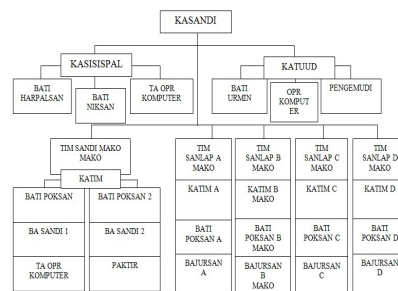 KASANDI
KASISISPAL
KATUUD
BATI
HARPALSAN
BATI
NIKSAN
TA OPR
KOMPUTER
BATI
URMIN
OPR
KOMPUT
ER
PENGEMUDI
TIM SANDI MAKO
MAKO
KATIM
BATI POKSAN
BATI POKSAN 2
BA SANDI 1
BA SANDI 2
TA OPR
KOMPUTER
PAKTIR
TIM
SANLAP A
MAKO
KATIM A
BATI
POKSAN A
BAJURSAN
A
TIM
SANLAP B
MAKO
KATIM B
MAKO
BATI
POKSAN B
MAKO
BAJURSAN
B
MAKO
TIM
SANLAP C
MAKO
KATIM C
BATI
POKSAN C
BAJURSAN
C
TIM
SANLAP D
MAKO
KATIM D
BATI
POKSAN D
BAJURSAN
D